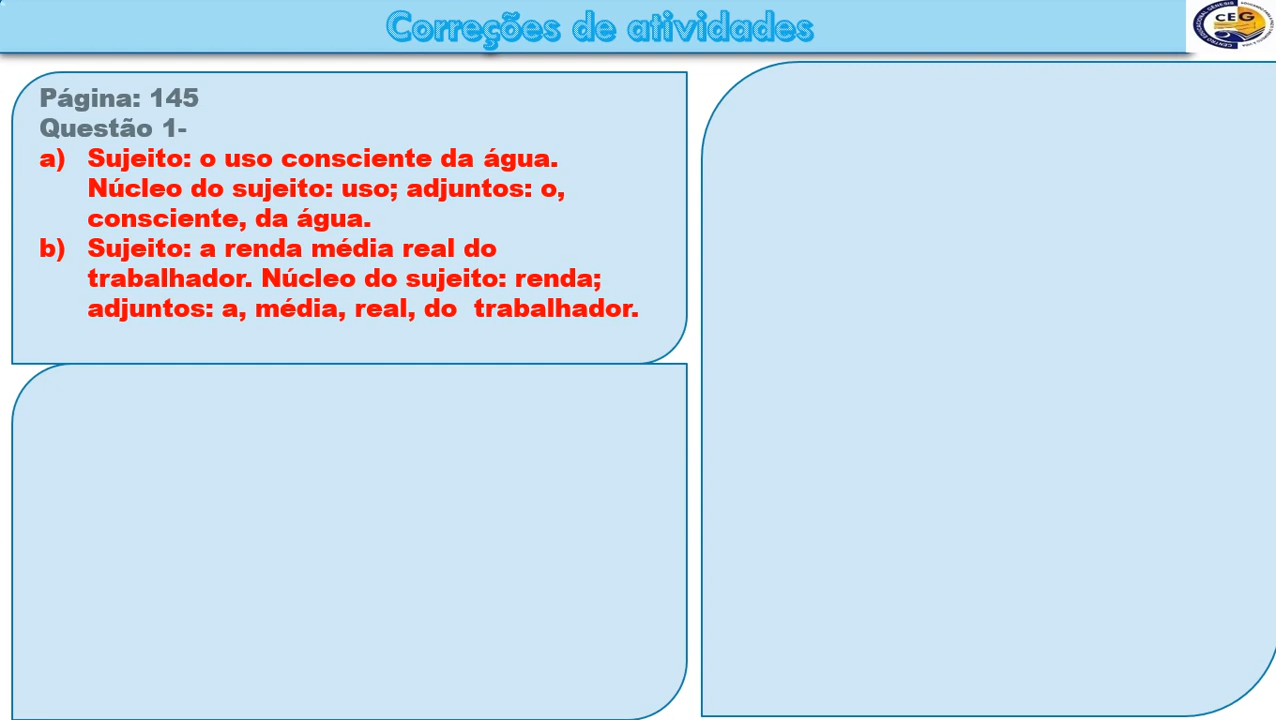 Correções de atividades
CEG
Página: 145
Questão 1-
a) Sujeito: o uso consciente da água.
Núcleo do sujeito: uso; adjuntos: o,
consciente, da água.
b) Sujeito: a renda média real do
trabalhador. Núcleo do sujeito: renda;
adjuntos: a, média, real, do  trabalhador.